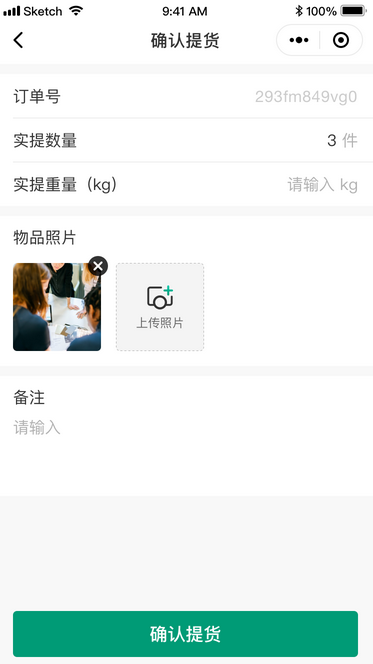 Sketch 9:41 AM 100%
确认提货
订单号 293fm849vg0
实提数量 3 件
实提重量（kg） 请输入 kg
物品照片
上传照片
备注
请输入
确认提货